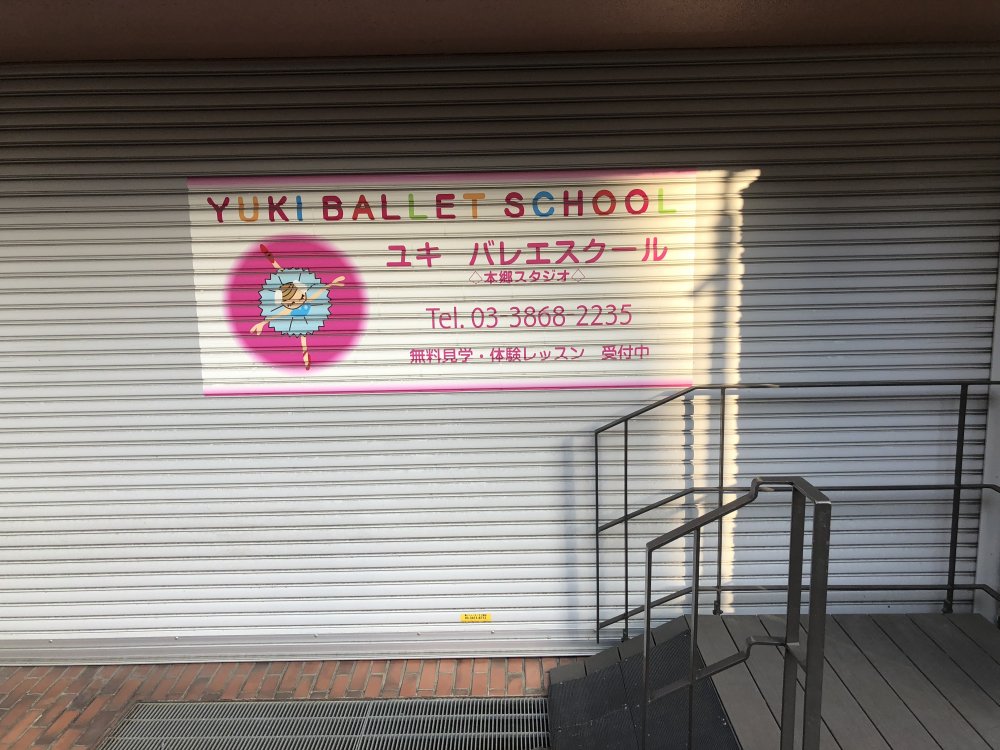 YUKI BALLET SCHOOL
ユキ バレエスクール
♤本郷スタジオ♤
Tel. 03 3868 2235
無料見学・体験レッスン 受付中